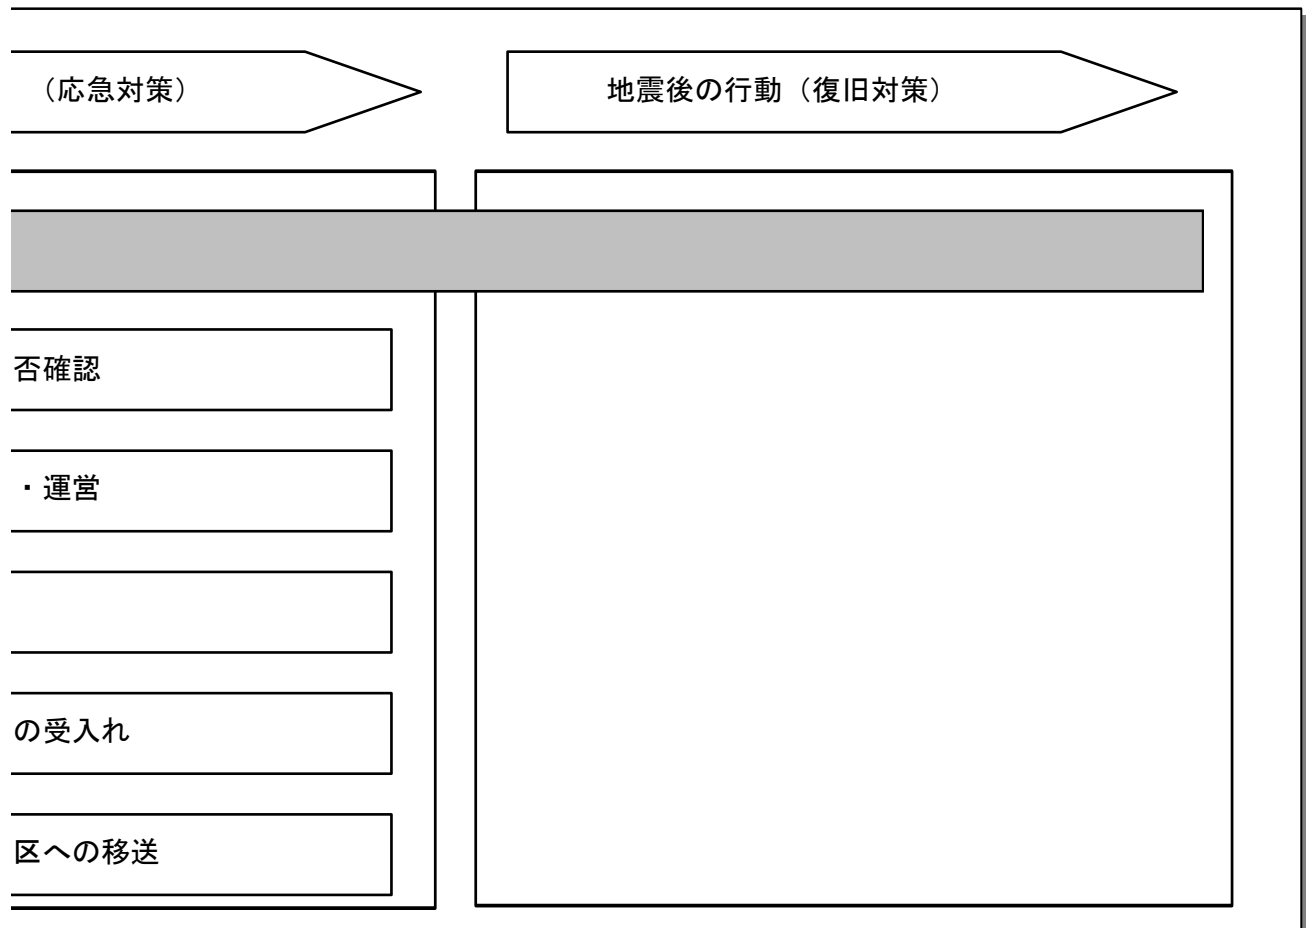 （応急対策）
地震後の行動（復旧対策）
否確認
・運営
の受入れ
区への移送